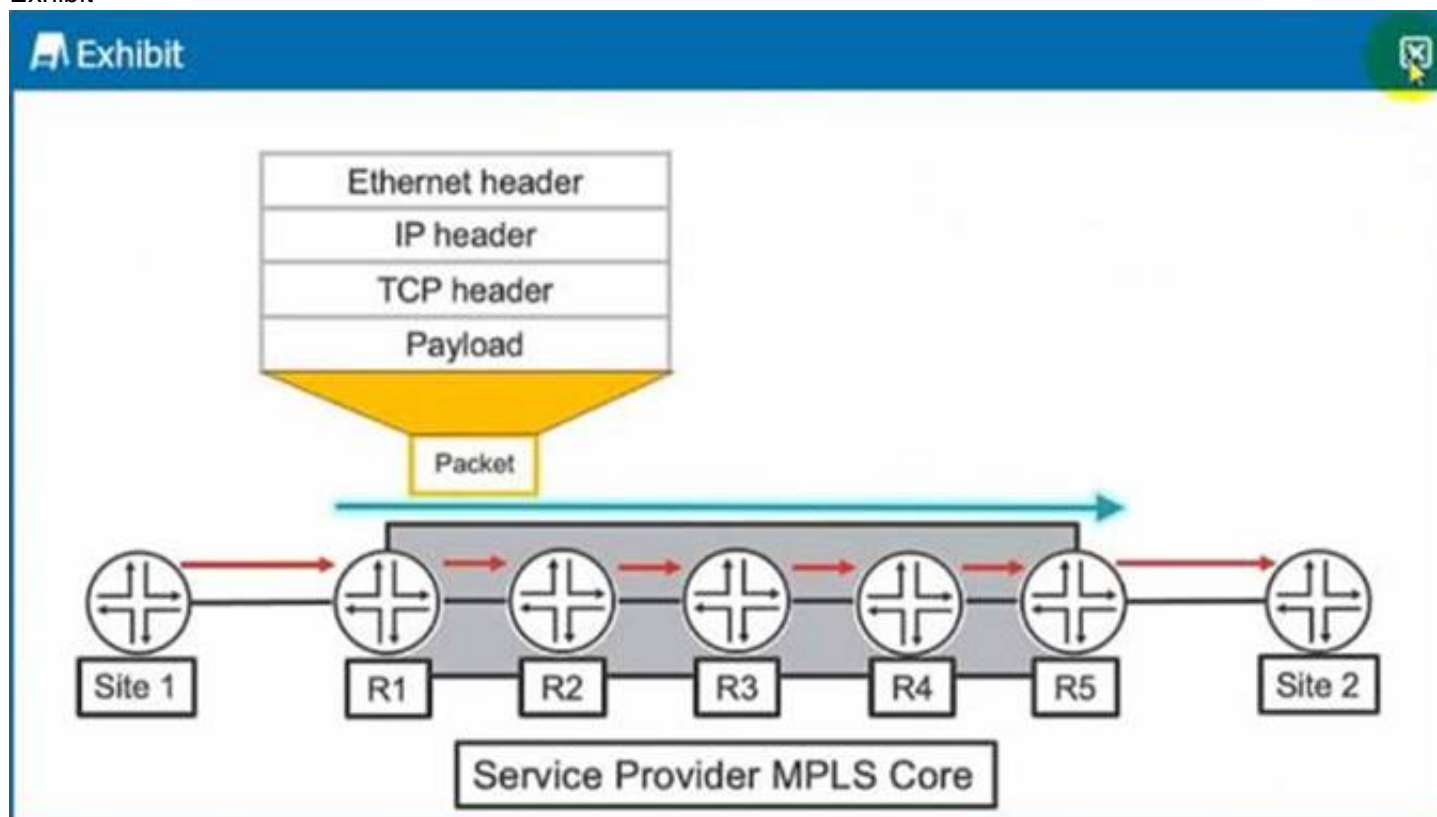 Exhibit
Exhibit
Ethernet header
IP header
TCP header
Payload
Packet
Site 1
R1
R2
R3
R4
R5
Site 2
Service Provider MPLS Core